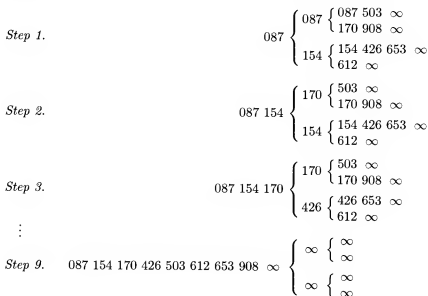 087 503 ∞
Step 1. 087 { 087 { 170 908 ∞
154 { 154 426 653 ∞
612 ∞
503 ∞
Step 2. 087 154 { 170 { 170 908 ∞
154 { 154 426 653 ∞
612 ∞
503 ∞
Step 3. 087 154 170 { 170 { 170 908 ∞
426 { 426 653 ∞
612 ∞
⋮
∞
Step 9. 087 154 170 426 503 612 653 908 ∞ { ∞ { ∞
∞ { ∞
∞